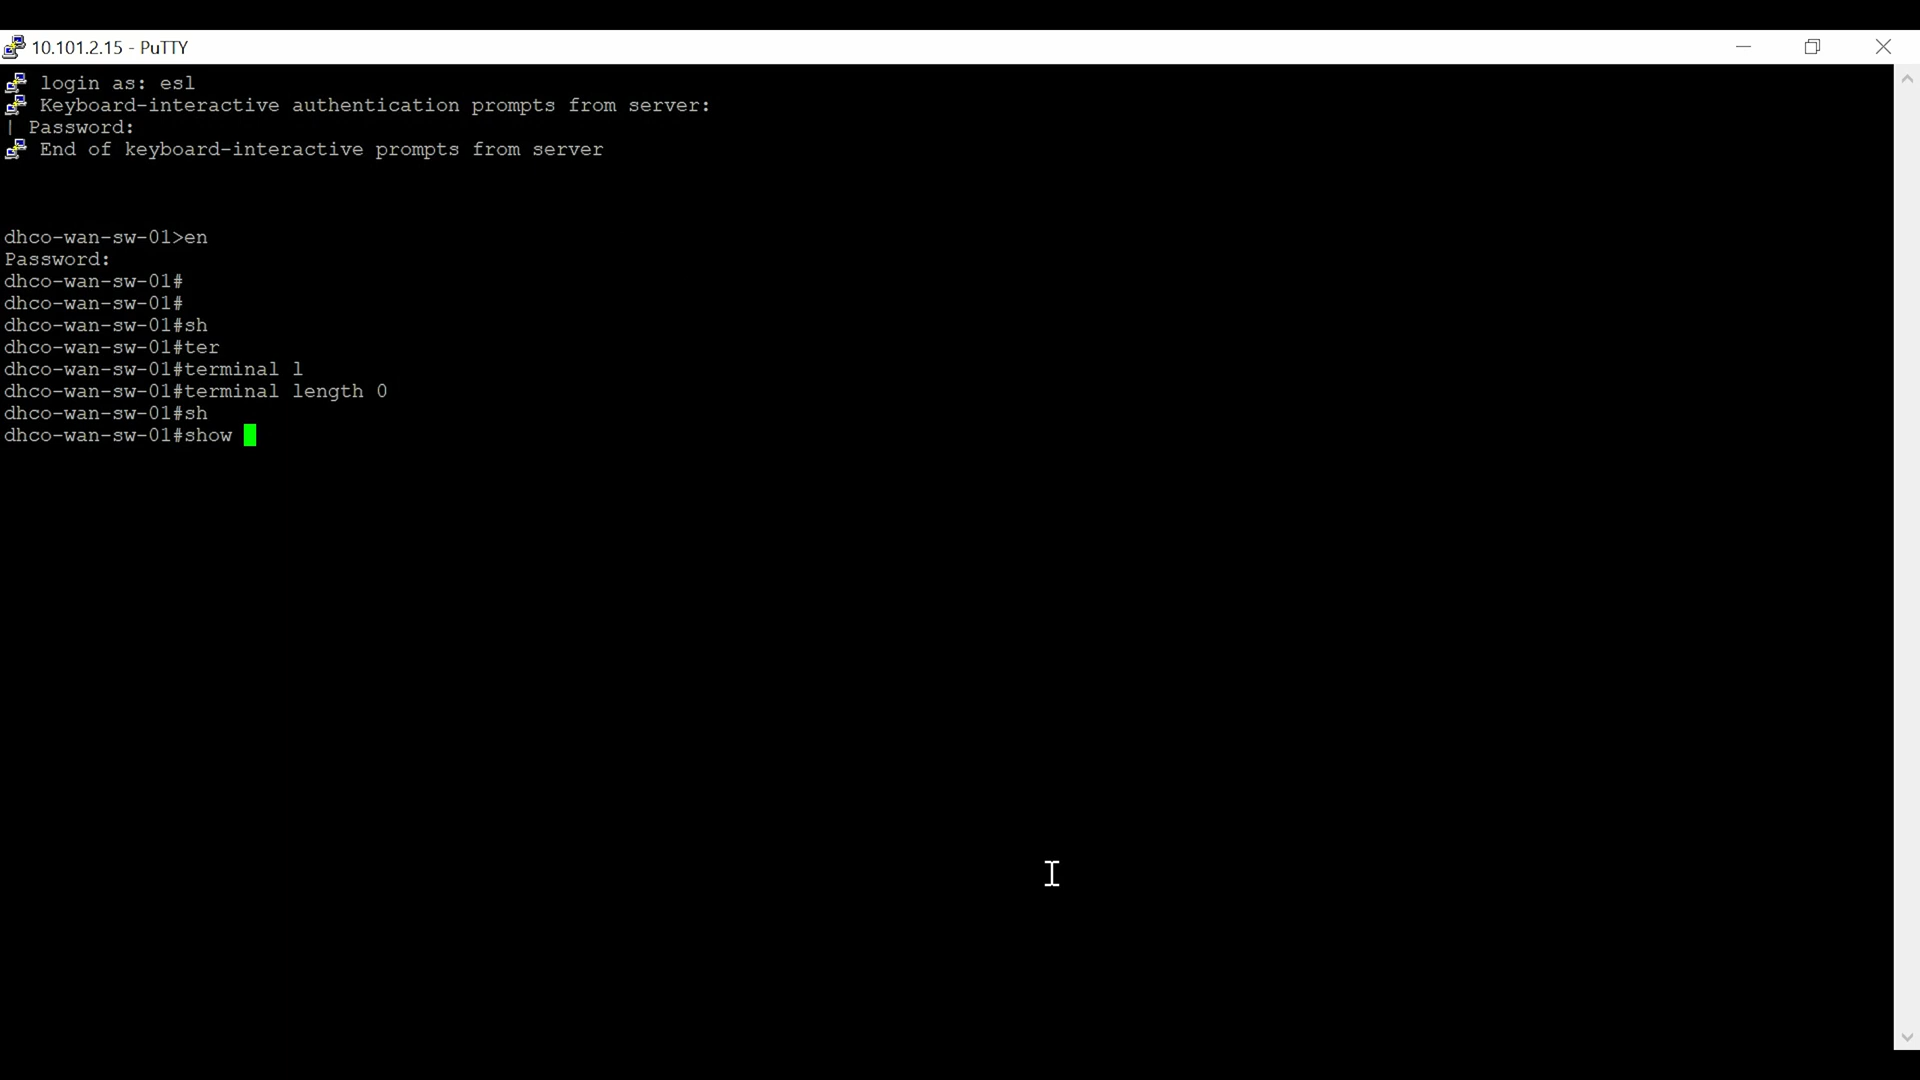 10.101.2.15 - PuTTY
login as: esl
Keyboard-interactive authentication prompts from server:
| Password:
End of keyboard-interactive prompts from server
dhco-wan-sw-01>en
Password:
dhco-wan-sw-01#
dhco-wan-sw-01#
dhco-wan-sw-01#sh
dhco-wan-sw-01#ter
dhco-wan-sw-01#terminal l
dhco-wan-sw-01#terminal length 0
dhco-wan-sw-01#sh
dhco-wan-sw-01#show